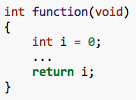 int function(void)
{
    int i = 0;
    ...
    return i;
}